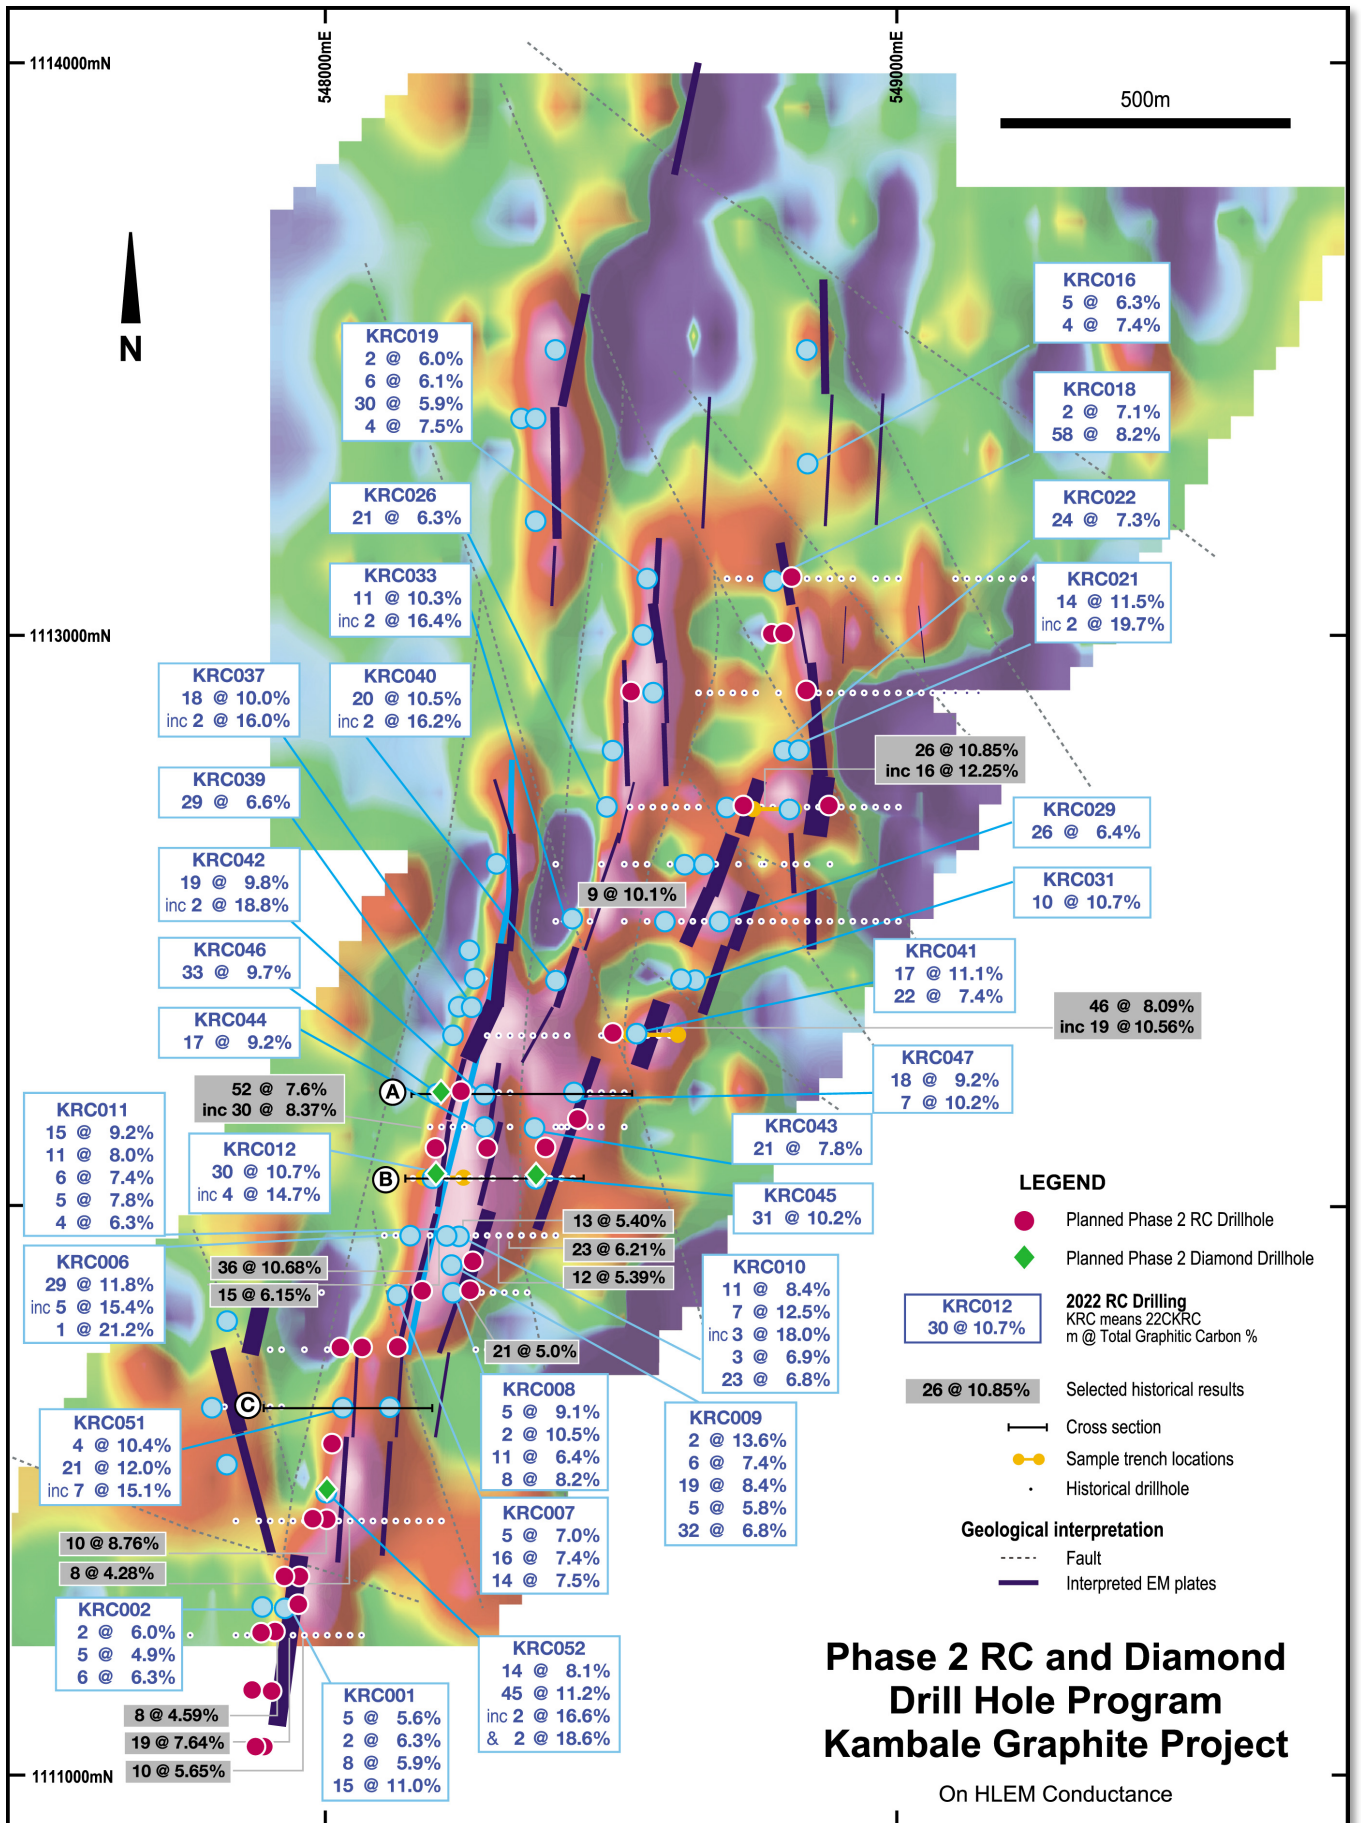 548000mE
549000mE
1114000mN
500m
N
KRC016
5 @ 6.3%
4 @ 7.4%
KRC019
2 @ 6.0%
6 @ 6.1%
30 @ 5.9%
4 @ 7.5%
KRC018
2 @ 7.1%
58 @ 8.2%
KRC026
21 @ 6.3%
KRC022
24 @ 7.3%
KRC033
11 @ 10.3%
inc 2 @ 16.4%
KRC021
14 @ 11.5%
inc 2 @ 19.7%
1113000mN
KRC037
18 @ 10.0%
inc 2 @ 16.0%
KRC040
20 @ 10.5%
inc 2 @ 16.2%
26 @ 10.85%
inc 16 @ 12.25%
KRC039
29 @ 6.6%
KRC029
26 @ 6.4%
KRC042
19 @ 9.8%
inc 2 @ 18.8%
9 @ 10.1%
KRC031
10 @ 10.7%
KRC046
33 @ 9.7%
KRC041
17 @ 11.1%
22 @ 7.4%
46 @ 8.09%
inc 19 @10.56%
KRC044
17 @ 9.2%
KRC047
18 @ 9.2%
7 @ 10.2%
52 @ 7.6%
inc 30 @ 8.37%
A
KRC011
15 @ 9.2%
11 @ 8.0%
6 @ 7.4%
5 @ 7.8%
4 @ 6.3%
KRC012
30 @ 10.7%
inc 4 @ 14.7%
KRC043
21 @ 7.8%
B
KRC045
31 @ 10.2%
13 @ 5.40%
23 @ 6.21%
12 @ 5.39%
KRC006
29 @ 11.8%
inc 5 @ 15.4%
1 @ 21.2%
36 @ 10.68%
15 @ 6.15%
KRC010
11 @ 8.4%
7 @ 12.5%
inc 3 @ 18.0%
3 @ 6.9%
23 @ 6.8%
21 @ 5.0%
C
KRC008
5 @ 9.1%
2 @ 10.5%
11 @ 6.4%
8 @ 8.2%
KRC009
2 @ 13.6%
6 @ 7.4%
19 @ 8.4%
5 @ 5.8%
32 @ 6.8%
KRC051
4 @ 10.4%
21 @ 12.0%
inc 7 @ 15.1%
KRC007
5 @ 7.0%
16 @ 7.4%
14 @ 7.5%
10 @ 8.76%
8 @ 4.28%
KRC002
2 @ 6.0%
5 @ 4.9%
6 @ 6.3%
KRC052
14 @ 8.1%
45 @ 11.2%
inc 2 @ 16.6%
& 2 @ 18.6%
KRC001
5 @ 5.6%
2 @ 6.3%
8 @ 5.9%
15 @ 11.0%
8 @ 4.59%
19 @ 7.64%
10 @ 5.65%
1111000mN
LEGEND
Planned Phase 2 RC Drillhole
Planned Phase 2 Diamond Drillhole
KRC012
30 @ 10.7%
2022 RC Drilling
KRC means 22CKRC
m @ Total Graphitic Carbon %
26 @ 10.85%
Selected historical results
Cross section
Sample trench locations
Historical drillhole
Geological interpretation
Fault
Interpreted EM plates
Phase 2 RC and Diamond
Drill Hole Program
Kambale Graphite Project
On HLEM Conductance